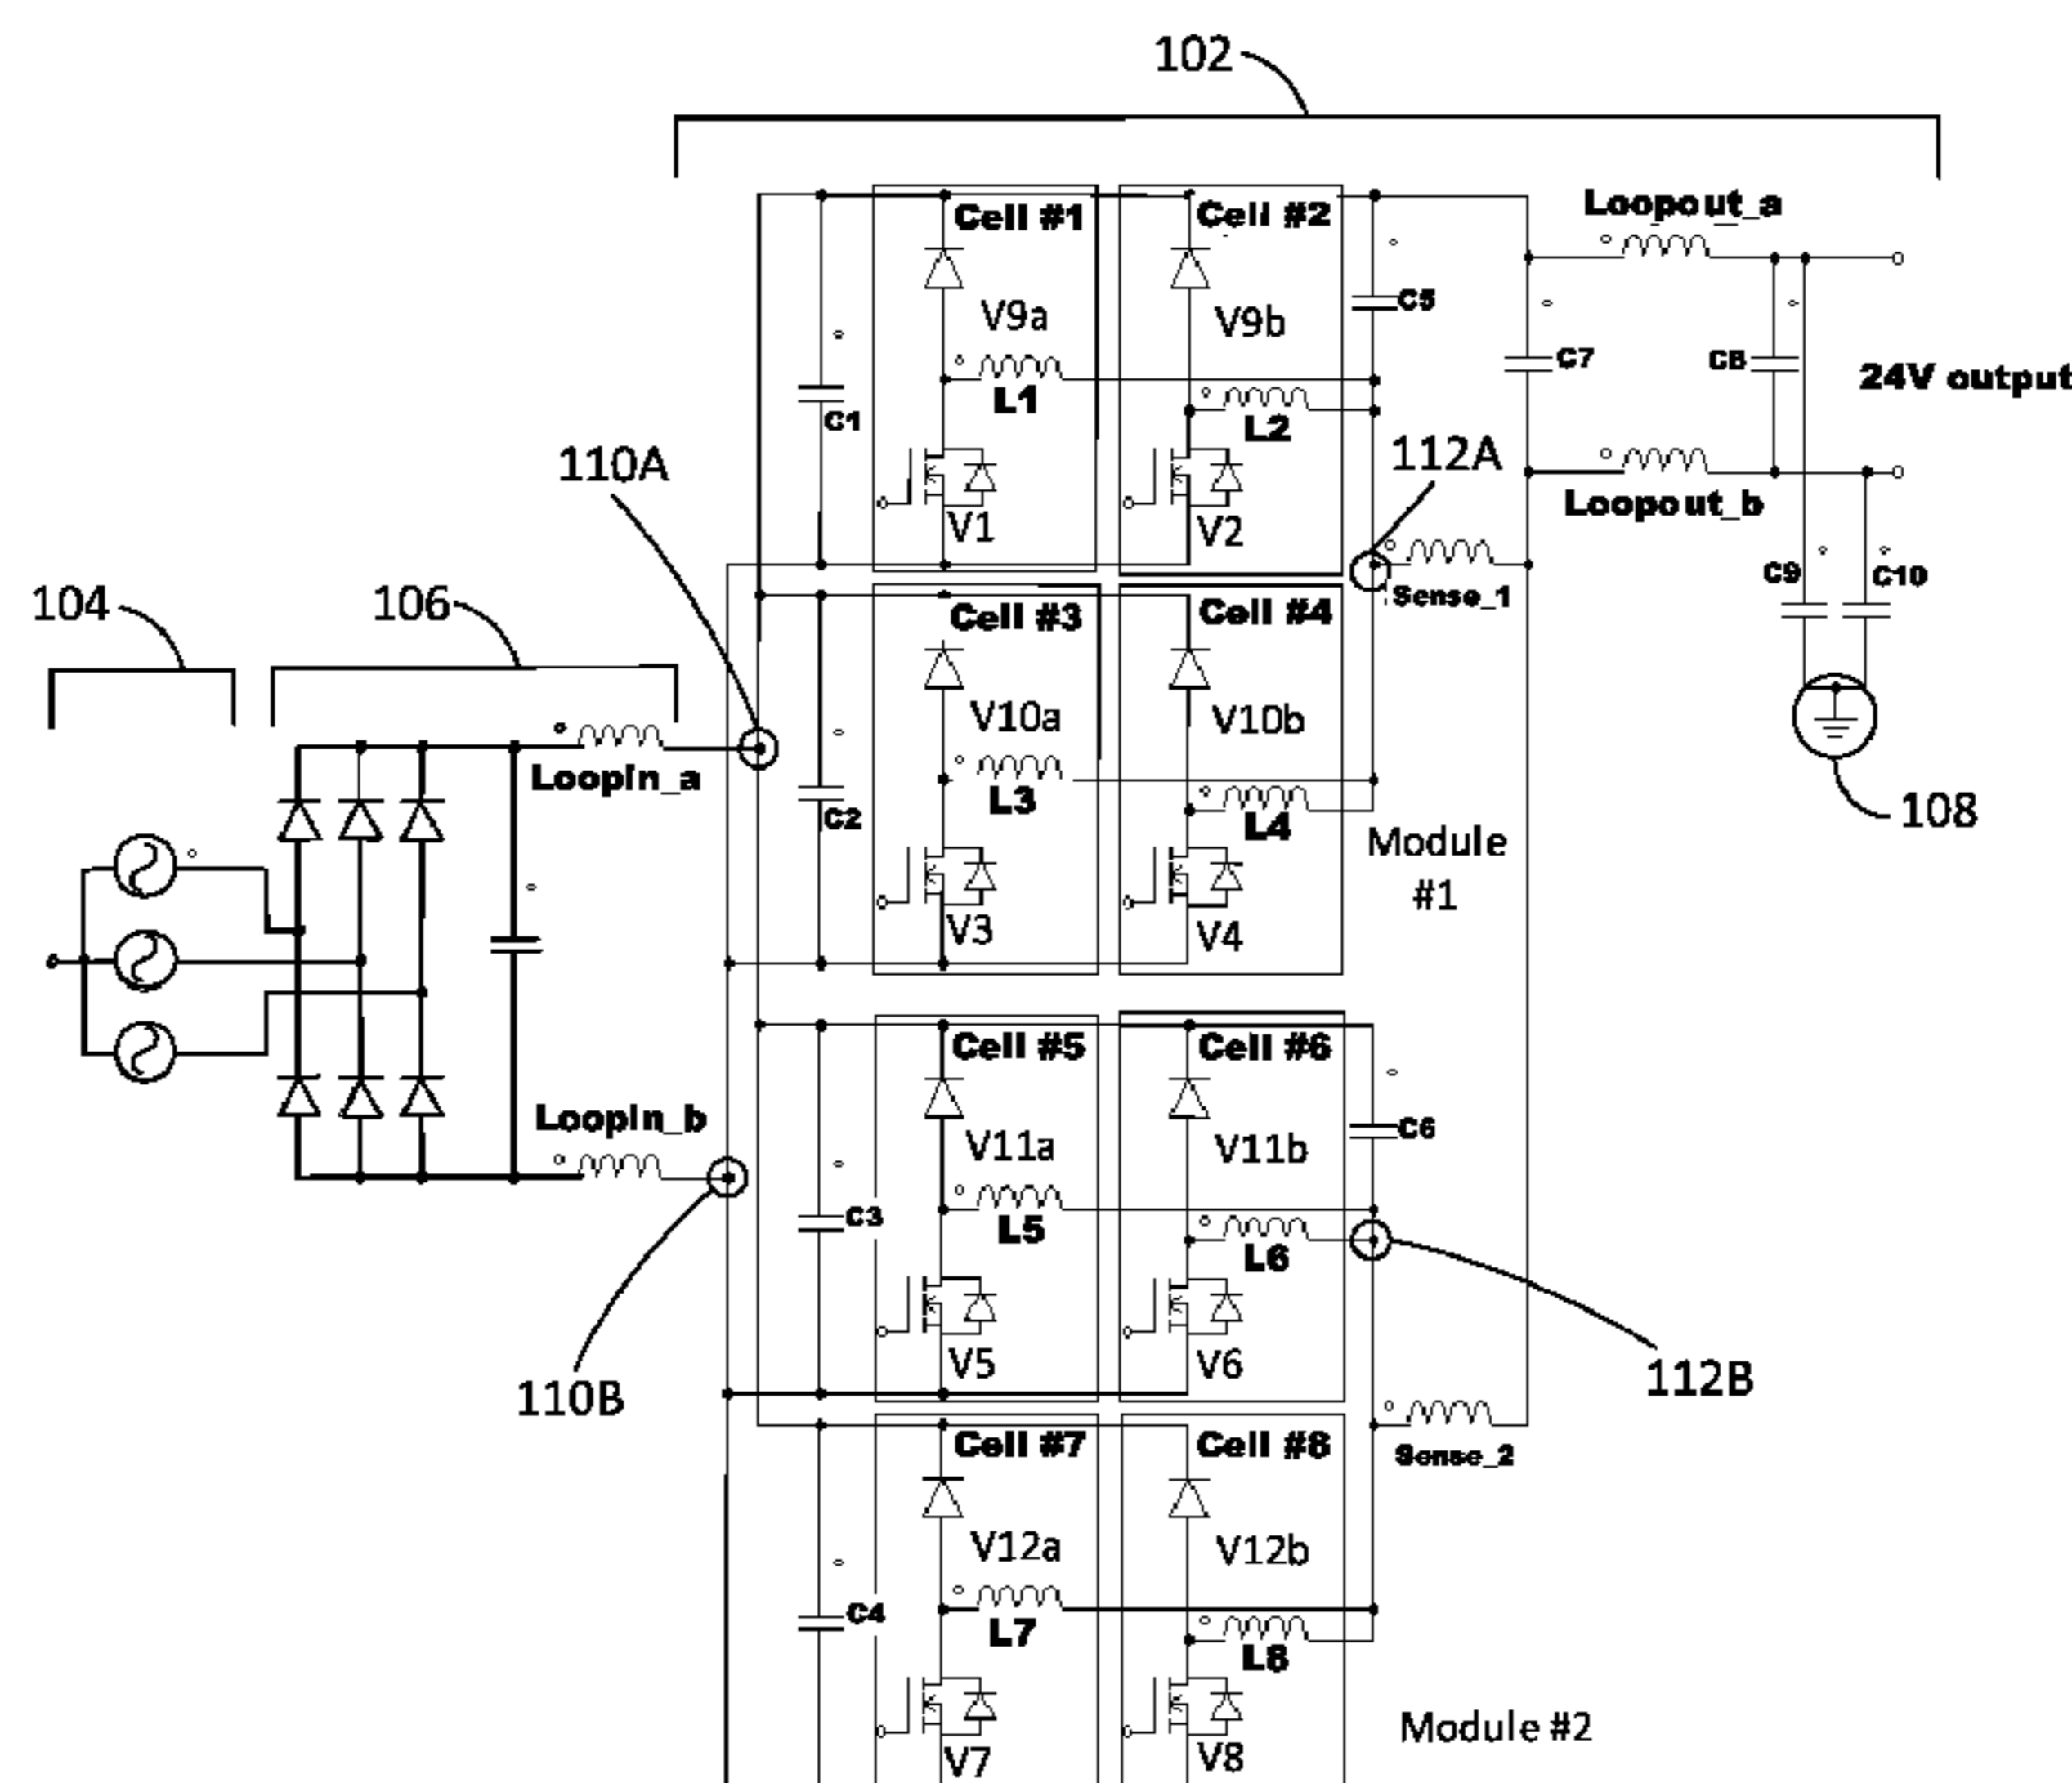 102
Loopout_a
Cell #1
Cell #2
C5
V9a
V9b
C7
C8
24V output
L1
L2
C1
110A
112A
Loopout_b
V1
V2
C9
C10
104
106
Sense_1
Cell #3
Cell #4
V10a
V10b
LoopIn_a
L3
L4
C2
108
Module
#1
V3
V4
Cell #5
Cell #6
LoopIn_b
C6
V11a
V11b
C3
L5
L6
V5
V6
112B
110B
Cell #7
Cell #8
Sense_2
V12a
V12b
C4
L7
L8
Module #2
V7
V8